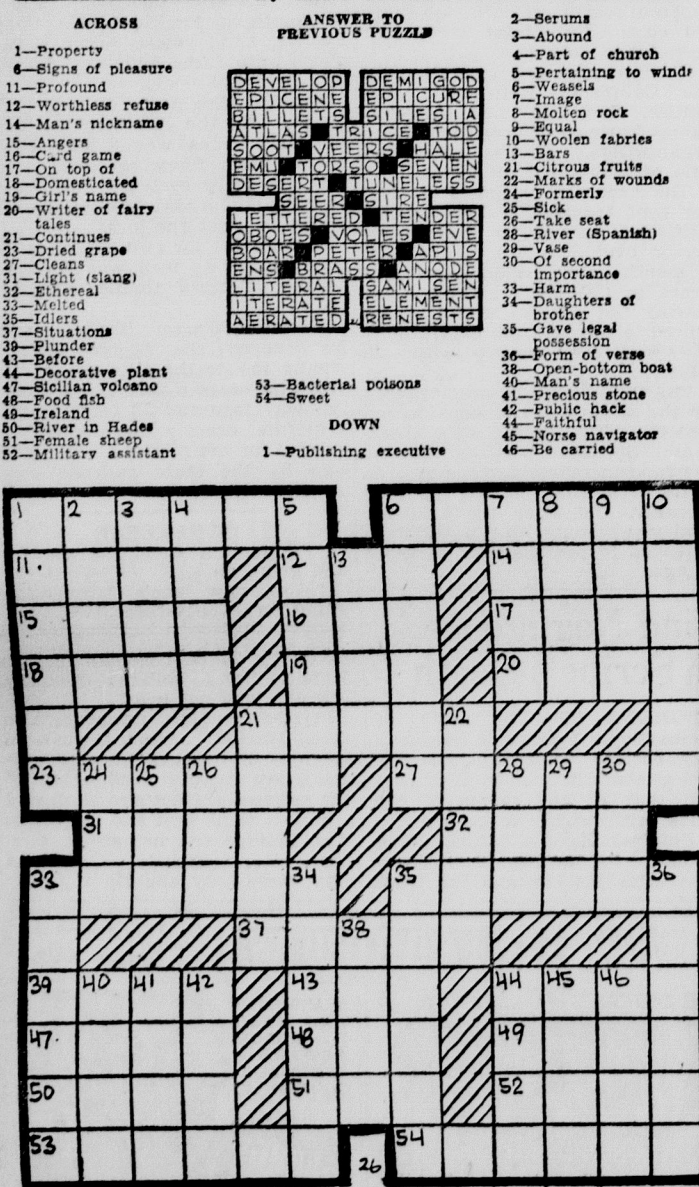 ACROSS
1—Property
6—Signs of pleasure
11—Profound
12—Worthless refuse
14—Man's nickname
15—Angers
16—Card game
17—On top of
18—Domesticated
19—Girl's name
20—Writer of fairy
tales
21—Continues
23—Dried grape
27—Cleans
31—Light (slang)
32—Ethereal
33—Melted
35—Idlers
37—Situations
39—Plunder
43—Before
44—Decorative plant
47—Sicilian volcano
48—Food fish
49—Ireland
50—River in Hades
51—Female sheep
52—Military assistant
ANSWER TO
PREVIOUS PUZZLE
DEVELOP DEMIGOD
EPICENE EPICURE
BILLETS SILESIA
ATLAS TRICE TOD
SOOT VEERS HALE
EMU TORSO SEVEN
DESERT TUNELESS
SEER SIRE
LETTERED TENDER
OBOES VOLES EVE
BOAR PETER APIS
ENS BRASS ANODE
LITERAL SAMISEN
ITERATE ELEMENT
AERATED RENESTS
53—Bacterial poisons
54—Sweet
DOWN
1—Publishing executive
2—Serums
3—Abound
4—Part of church
5—Pertaining to winds
6—Weasels
7—Image
8—Molten rock
9—Equal
10—Woolen fabrics
13—Bars
21—Citrous fruits
22—Marks of wounds
24—Formerly
25—Sick
26—Take seat
28—River (Spanish)
29—Vase
30—Of second
importance
33—Harm
34—Daughters of
brother
35—Gave legal
possession
36—Form of verse
38—Open-bottom boat
40—Man's name
41—Precious stone
42—Public hack
44—Faithful
45—Norse navigator
46—Be carried
1 2 3 4 5 6 7 8 9 10
11. 12 13 14
15 16 17
18 19 20
21 22
23 24 25 26 27 28 29 30
31 32
33 34 35 36
37 38
39 40 41 42 43 44 45 46
47. 48 49
50 51 52
53 26 54